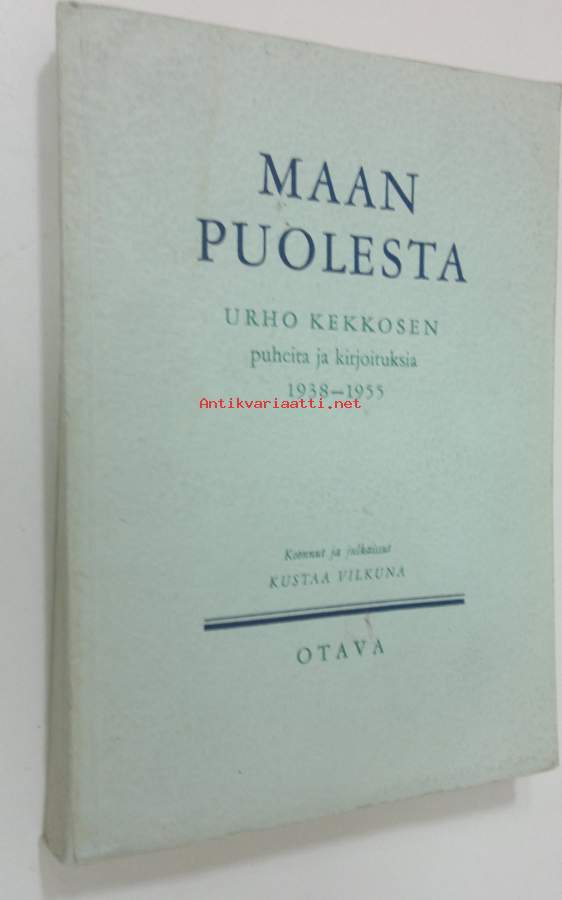 MAAN
PUOLESTA
URHO KEKKOSEN
puheita ja kirjoituksia
1938—1955
Antikvariaatti.net
Koonnut ja julkaissut
KUSTAA VILKUNA
OTAVA